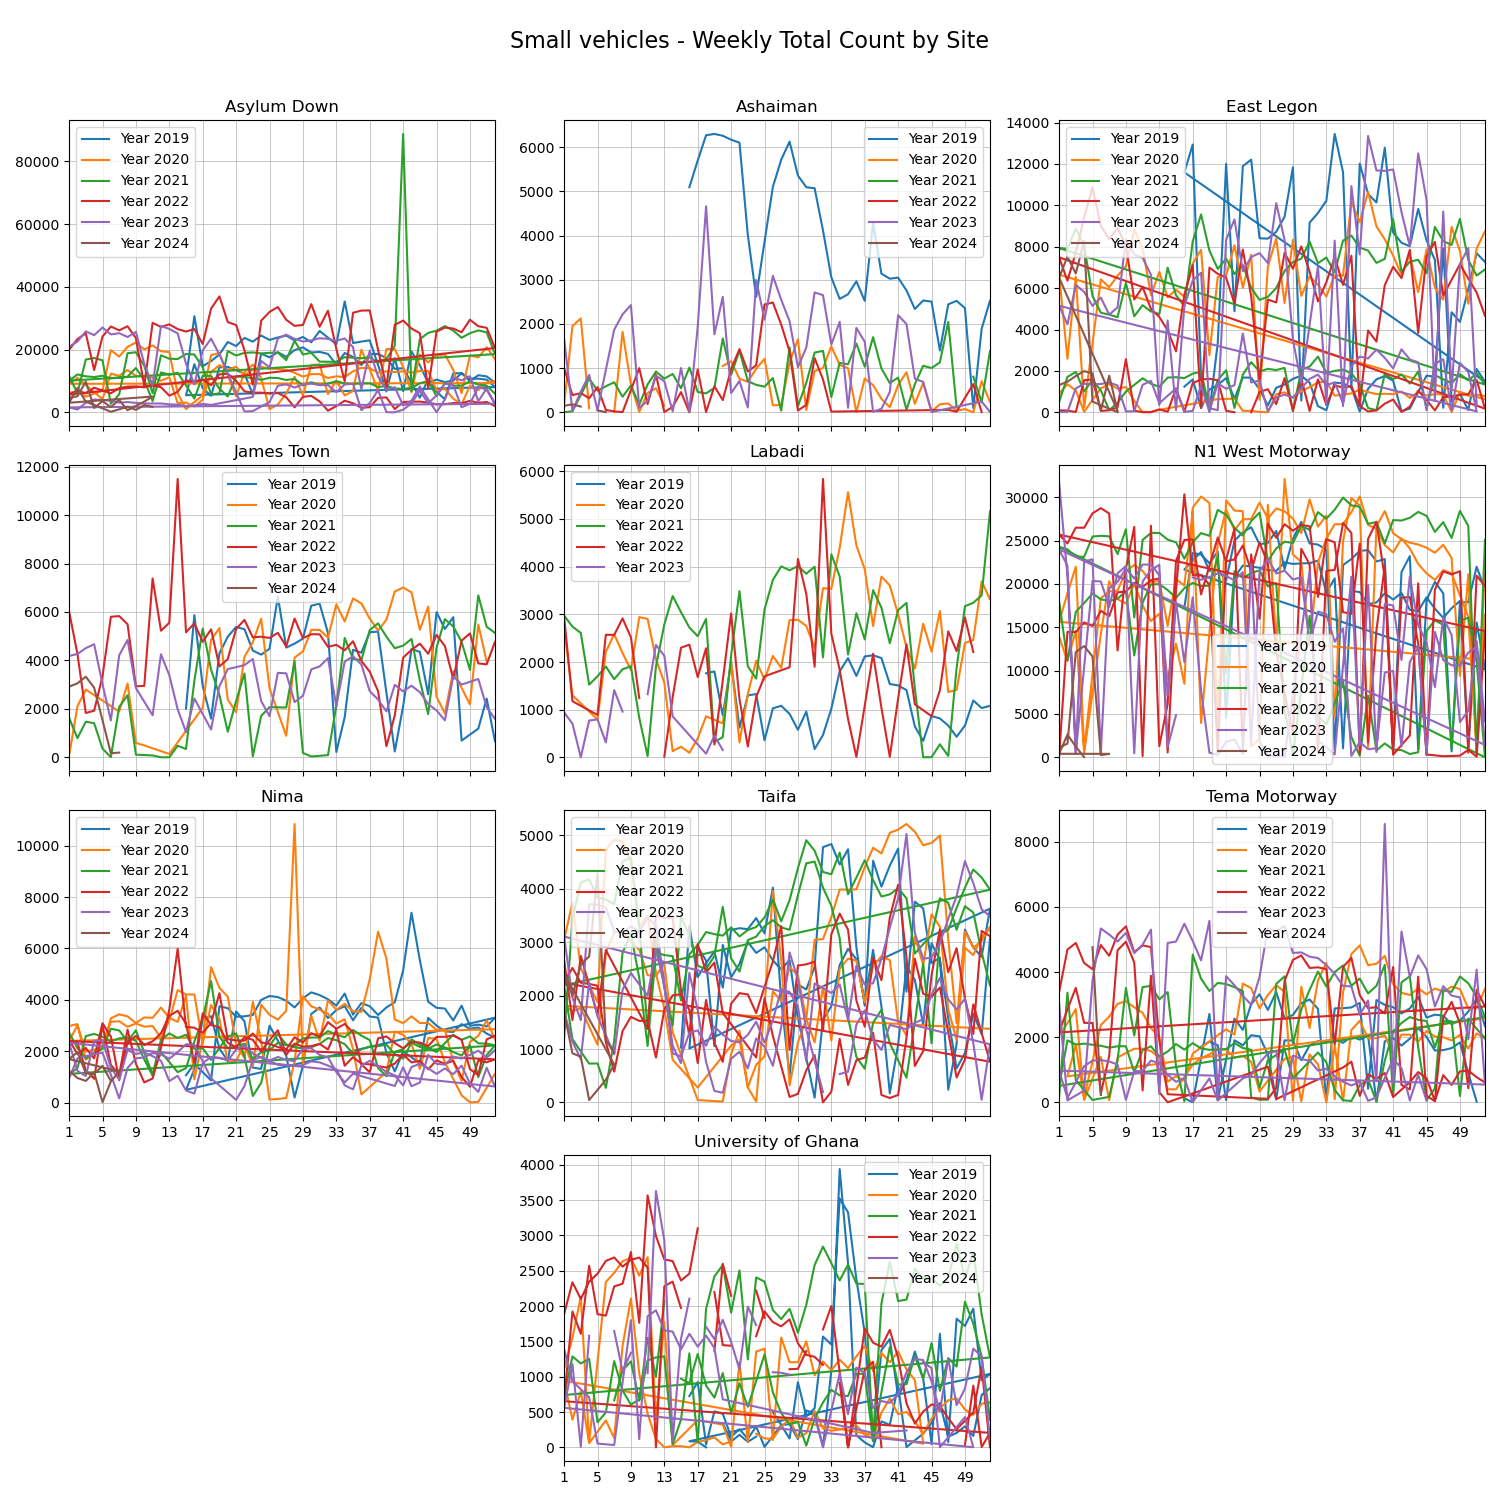 Small vehicles - Weekly Total Count by Site
Asylum Down
Year 2019
Year 2020
Year 2021
Year 2022
Year 2023
Year 2024
80000
60000
40000
20000
0
Ashaiman
Year 2019
Year 2020
Year 2021
Year 2022
Year 2023
Year 2024
6000
5000
4000
3000
2000
1000
0
East Legon
Year 2019
Year 2020
Year 2021
Year 2022
Year 2023
Year 2024
14000
12000
10000
8000
6000
4000
2000
0
James Town
Year 2019
Year 2020
Year 2021
Year 2022
Year 2023
Year 2024
12000
10000
8000
6000
4000
2000
0
Labadi
Year 2019
Year 2020
Year 2021
Year 2022
Year 2023
6000
5000
4000
3000
2000
1000
0
N1 West Motorway
Year 2019
Year 2020
Year 2021
Year 2022
Year 2023
Year 2024
30000
25000
20000
15000
10000
5000
0
Nima
Year 2019
Year 2020
Year 2021
Year 2022
Year 2023
Year 2024
10000
8000
6000
4000
2000
0
1 5 9 13 17 21 25 29 33 37 41 45 49
Taifa
Year 2019
Year 2020
Year 2021
Year 2022
Year 2023
Year 2024
5000
4000
3000
2000
1000
0
Tema Motorway
Year 2019
Year 2020
Year 2021
Year 2022
Year 2023
Year 2024
8000
6000
4000
2000
0
1 5 9 13 17 21 25 29 33 37 41 45 49
University of Ghana
Year 2019
Year 2020
Year 2021
Year 2022
Year 2023
Year 2024
4000
3500
3000
2500
2000
1500
1000
500
0
1 5 9 13 17 21 25 29 33 37 41 45 49